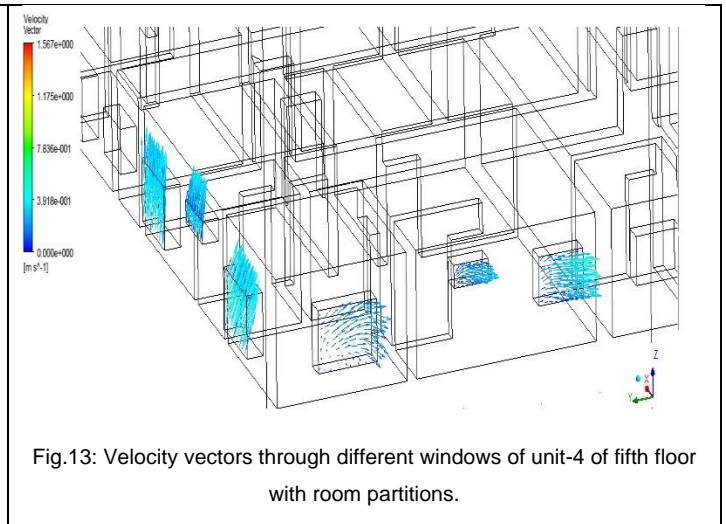 Velocity
Vector
1.567e+000
1.175e+000
7.836e-001
3.918e-001
0.000e+000
[m s^-1]
Z
X
Y
Fig.13: Velocity vectors through different windows of unit-4 of fifth floor
with room partitions.